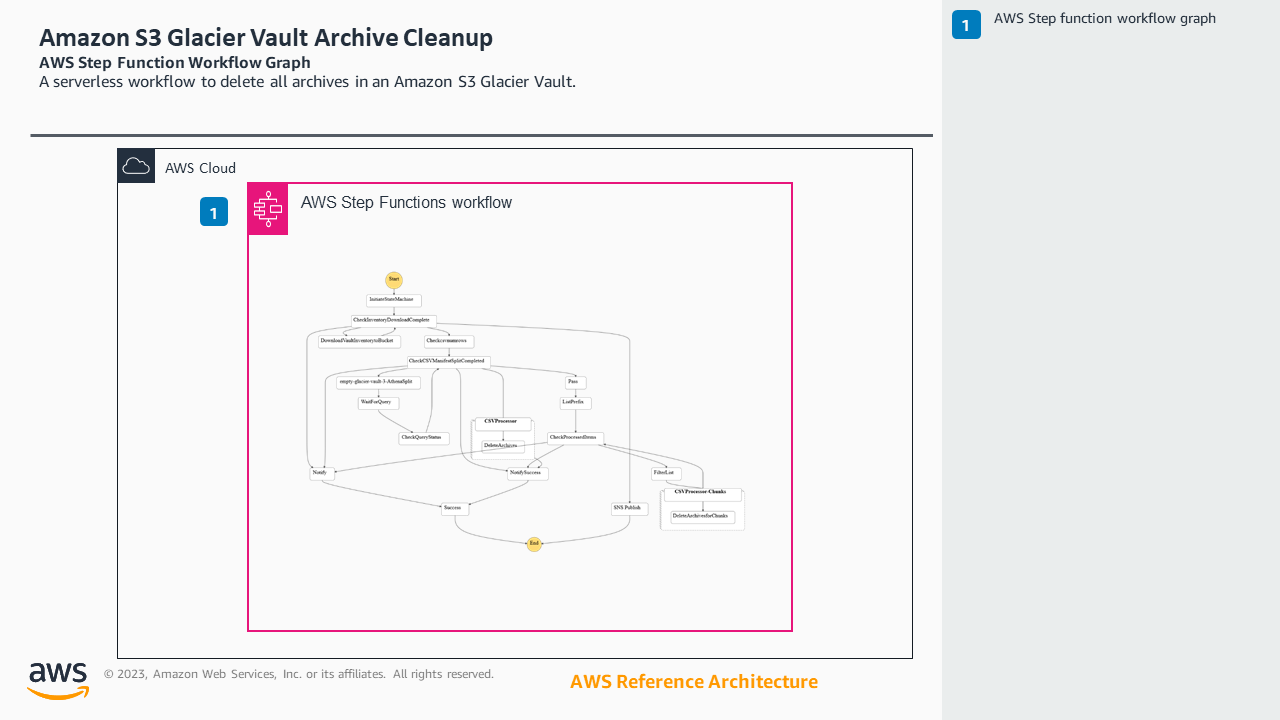 Amazon S3 Glacier Vault Archive Cleanup
AWS Step Function Workflow Graph
A serverless workflow to delete all archives in an Amazon S3 Glacier Vault.
1
AWS Step function workflow graph
AWS Cloud
1
AWS Step Functions workflow
Start
InitiateStateMachine
CheckInventoryDownloadComplete
DownloadVaultInventorytoBucket
Checkcsvnumrows
CheckCSVManifestSplitCompleted
empty-glacier-vault-3-AthenaSplit
Pass
WaitForQuery
ListPrefix
CSVProcessor
CheckQueryStatus
CheckProcessedItems
DeleteArchives
Notify
NotifySuccess
FilterList
CSVProcessor-Chunks
Success
SNS Publish
DeleteArchivesforChunks
End
aws
© 2023, Amazon Web Services, Inc. or its affiliates. All rights reserved.
AWS Reference Architecture